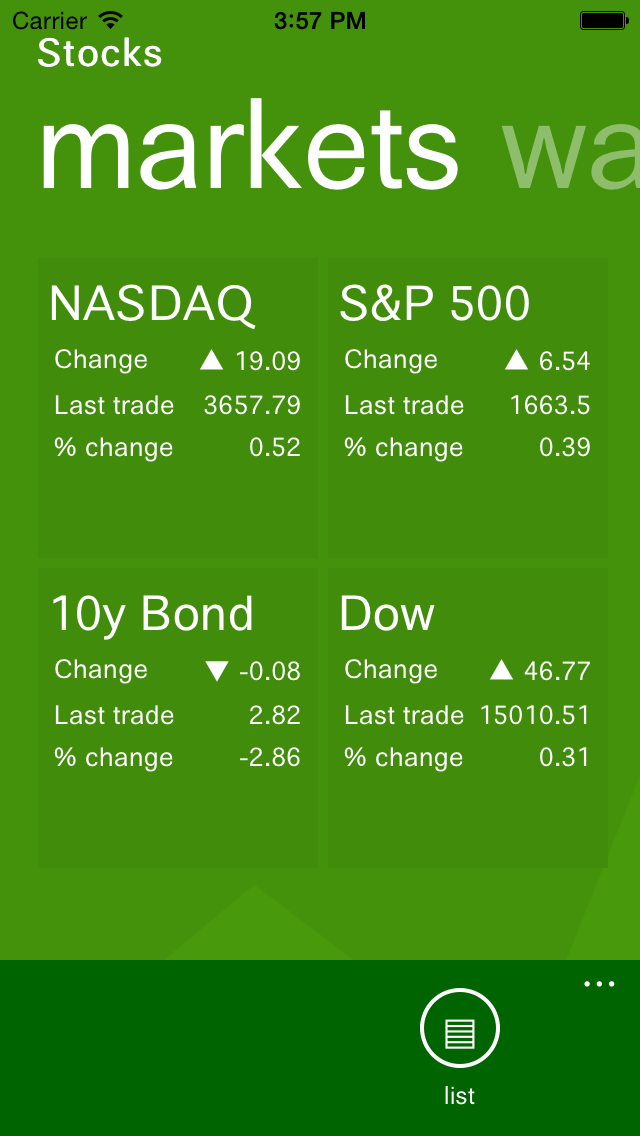 Carrier 3:57 PM
Stocks
markets wa
NASDAQ
Change ▲ 19.09
Last trade 3657.79
% change 0.52
S&P 500
Change ▲ 6.54
Last trade 1663.5
% change 0.39
10y Bond
Change ▼ -0.08
Last trade 2.82
% change -2.86
Dow
Change ▲ 46.77
Last trade 15010.51
% change 0.31
...
list